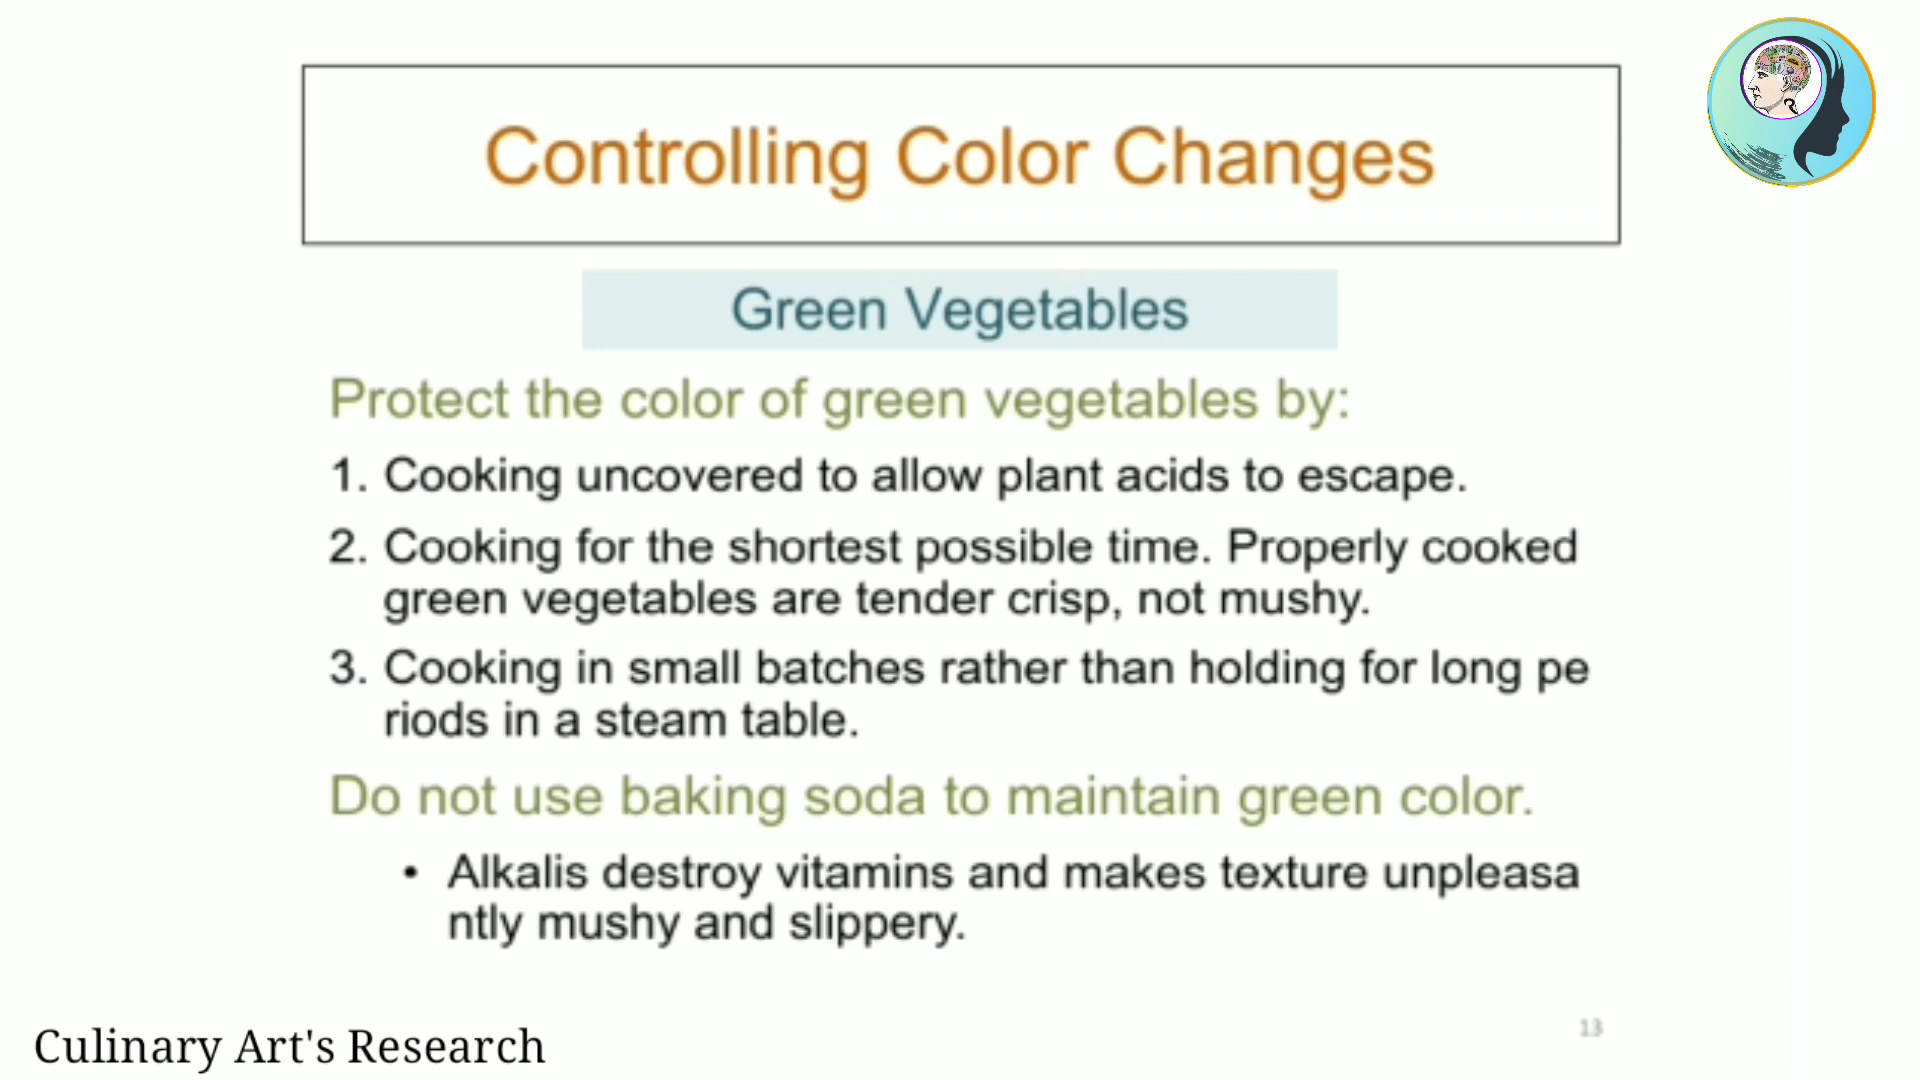 Controlling Color Changes
Green Vegetables
Protect the color of green vegetables by:
1. Cooking uncovered to allow plant acids to escape.
2. Cooking for the shortest possible time. Properly cooked
green vegetables are tender crisp, not mushy.
3. Cooking in small batches rather than holding for long pe
riods in a steam table.
Do not use baking soda to maintain green color.
• Alkalis destroy vitamins and makes texture unpleasa
ntly mushy and slippery.
Culinary Art's Research
13